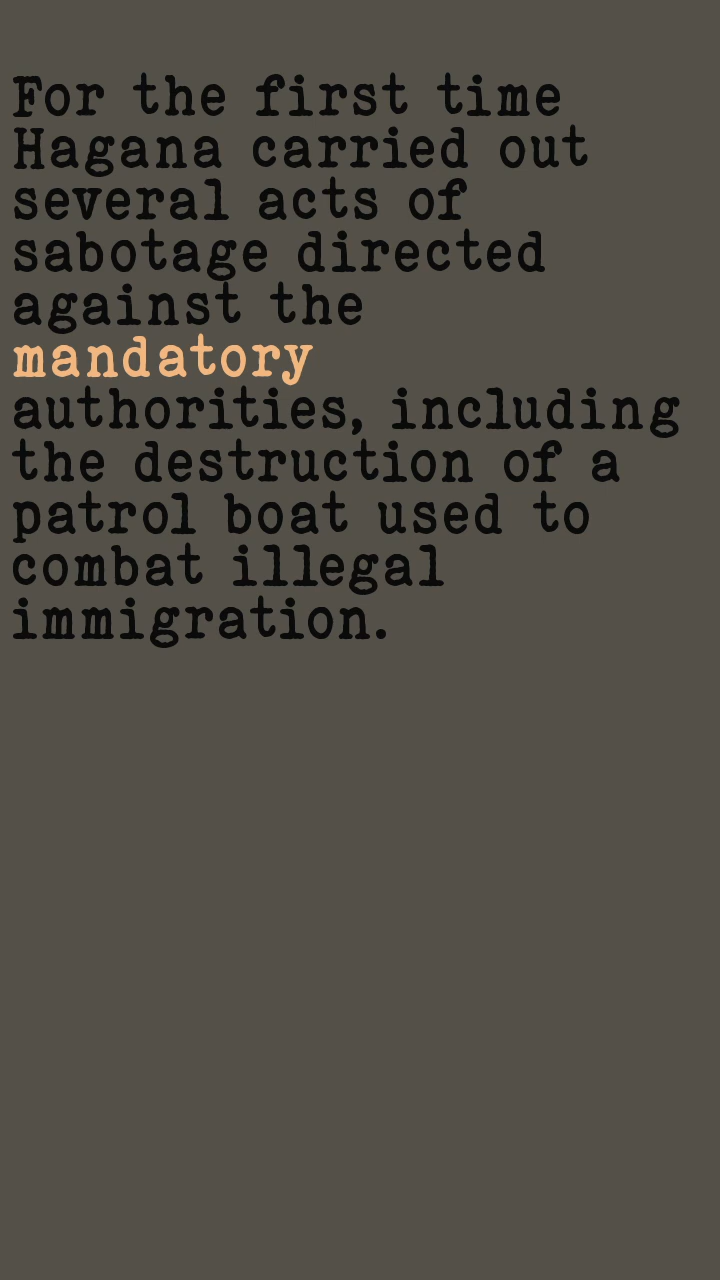 For the first time
Hagana carried out
several acts of
sabotage directed
against the
mandatory
authorities, including
the destruction of a
patrol boat used to
combat illegal
immigration.